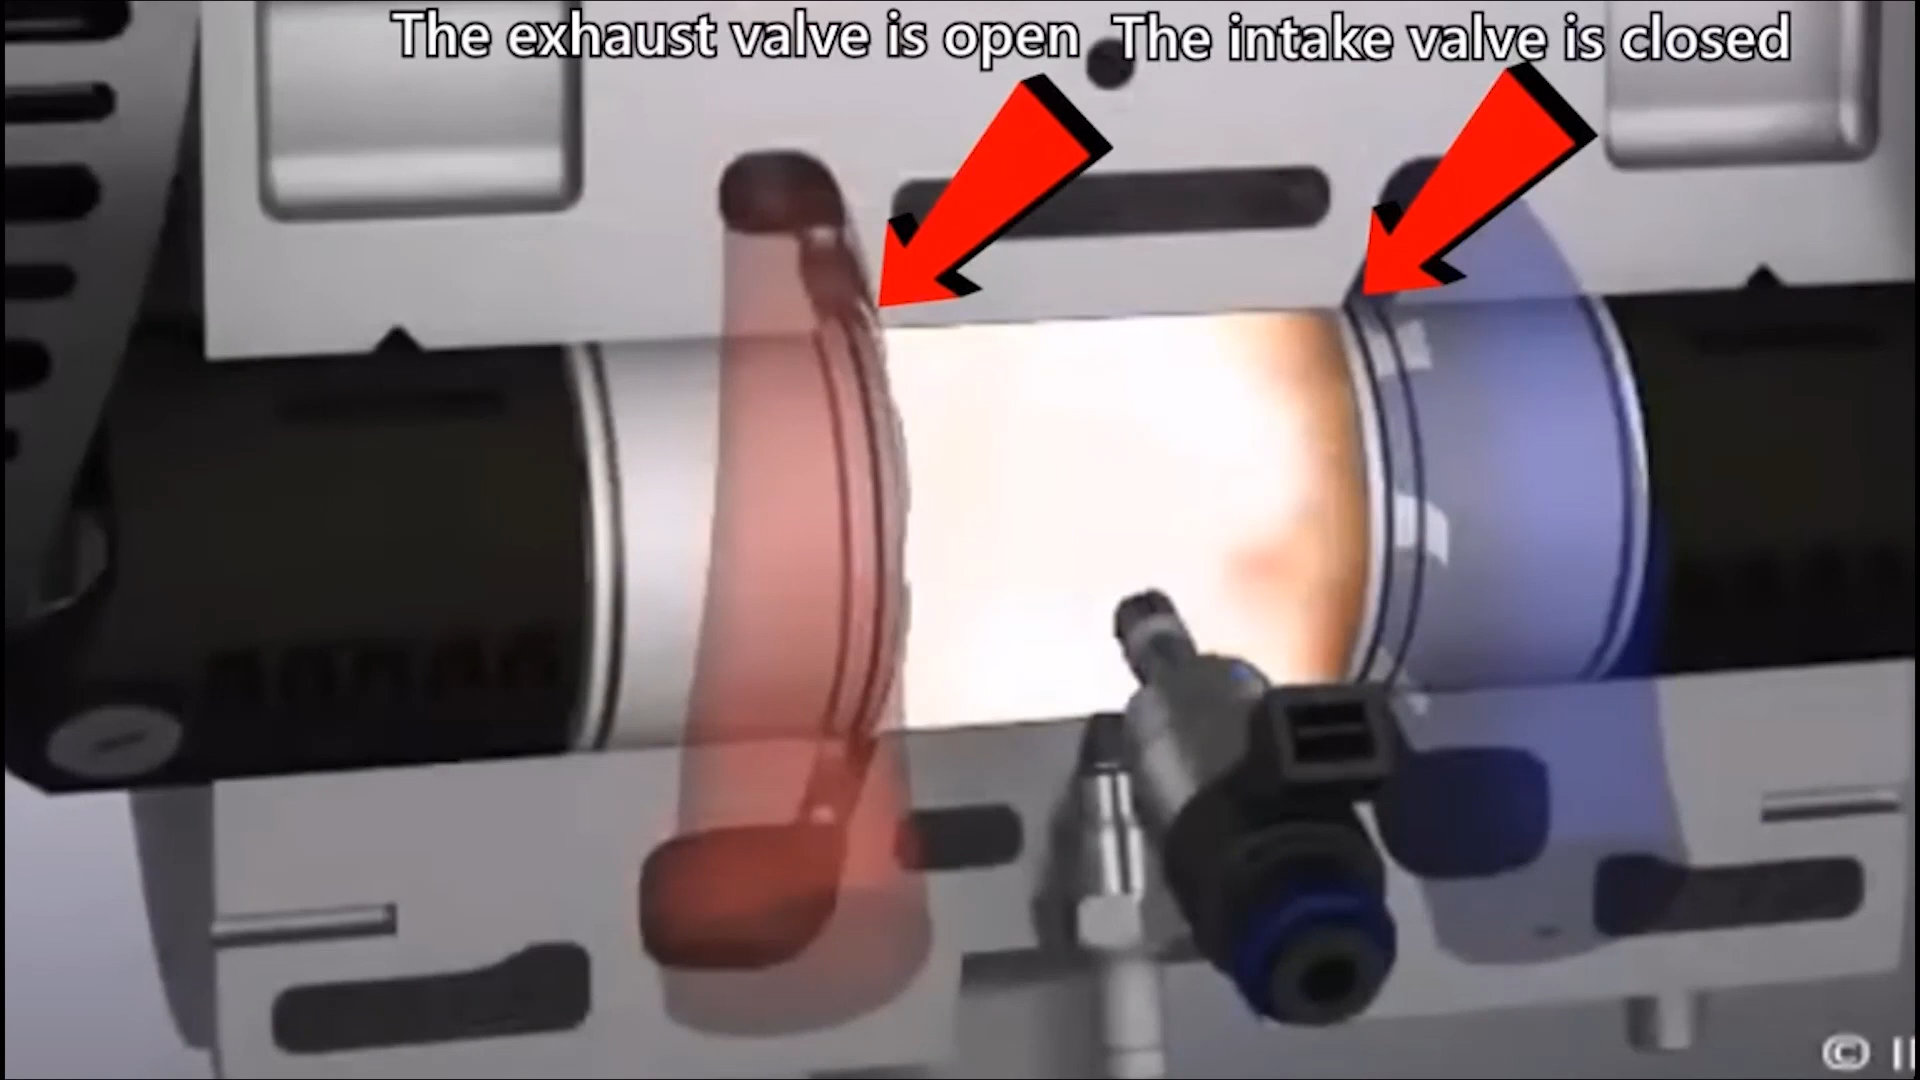 The exhaust valve is open
The intake valve is closed
©